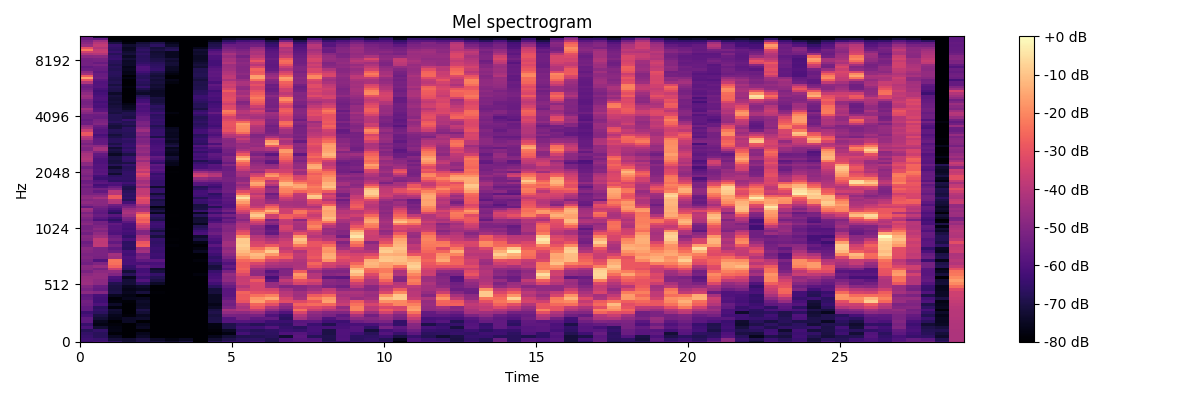 Mel spectrogram
+0 dB
8192
-10 dB
-20 dB
4096
-30 dB
Hz
2048
-40 dB
1024
-50 dB
-60 dB
512
-70 dB
0
-80 dB
0 5 10 15 20 25
Time